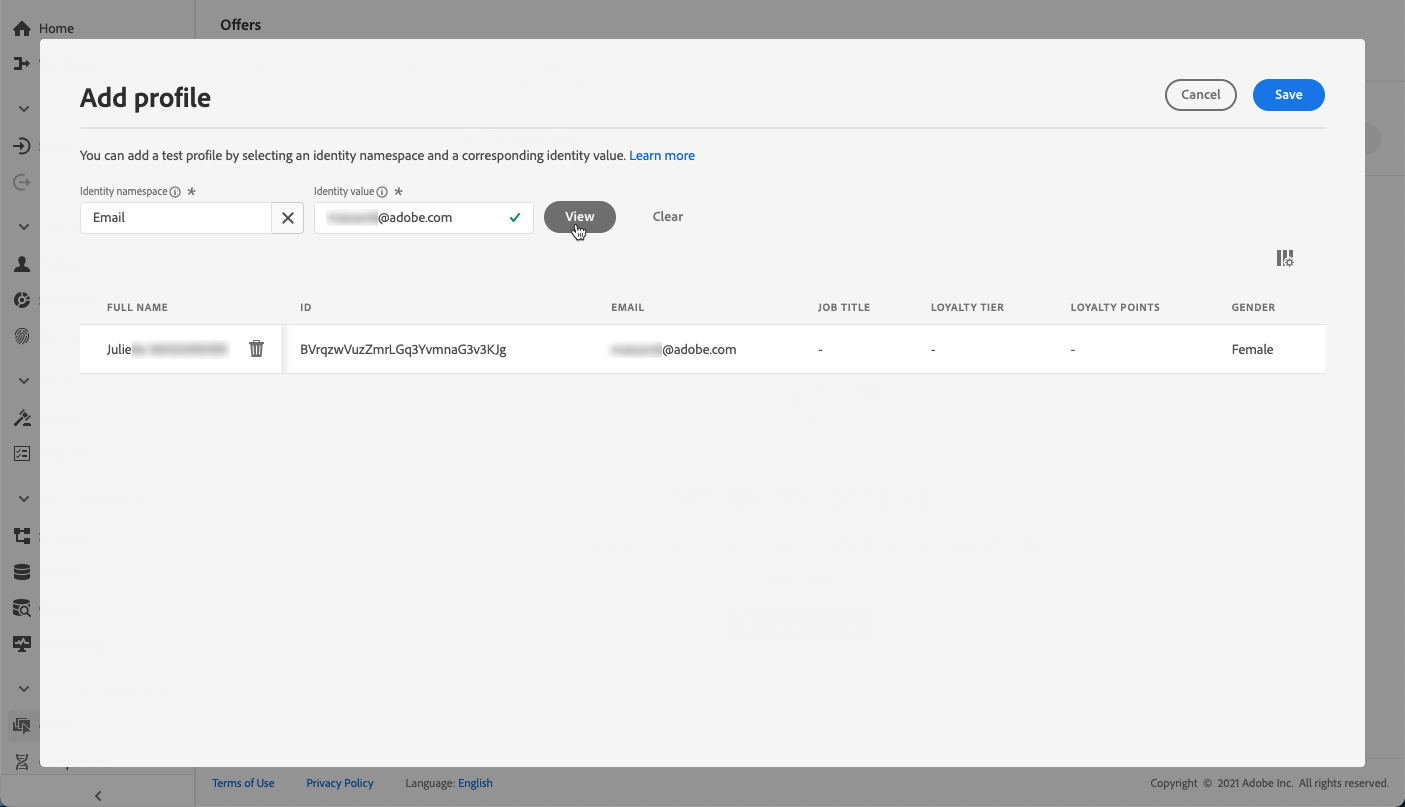 Home
Offers
Add profile
Cancel
Save
You can add a test profile by selecting an identity namespace and a corresponding identity value. Learn more
Identity namespace *
Identity value *
Email
@adobe.com
View
Clear
FULL NAME ID EMAIL JOB TITLE LOYALTY TIER LOYALTY POINTS GENDER
Julie BVrqzwVuzZmrLGq3YvmnaG3v3KJg @adobe.com - - - Female
Terms of Use Privacy Policy Language: English Copyright © 2021 Adobe Inc. All rights reserved.